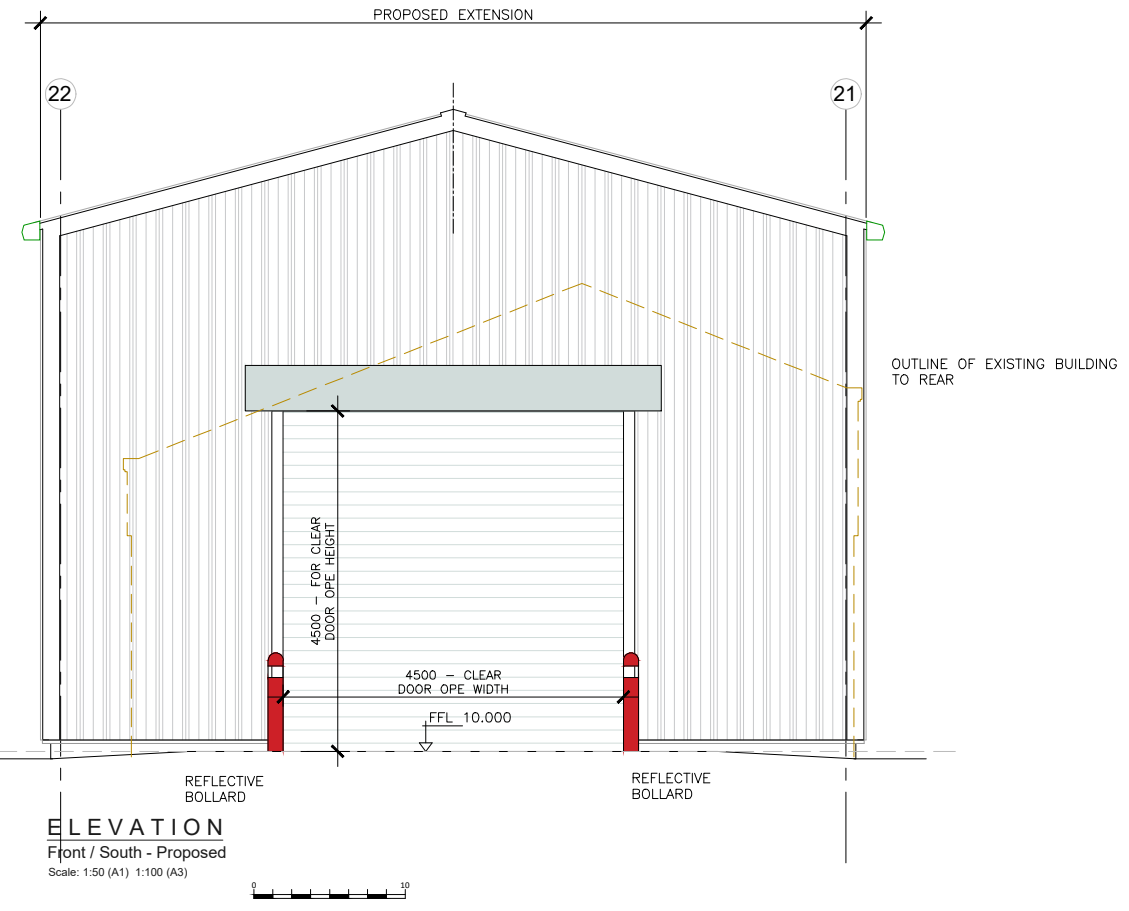 PROPOSED EXTENSION
22
21
OUTLINE OF EXISTING BUILDING
TO REAR
4500 – FOR CLEAR
DOOR OPE HEIGHT
4500 – CLEAR
DOOR OPE WIDTH
FFL 10.000
REFLECTIVE
BOLLARD
REFLECTIVE
BOLLARD
ELEVATION
Front / South - Proposed
Scale: 1:50 (A1) 1:100 (A3)
0 10